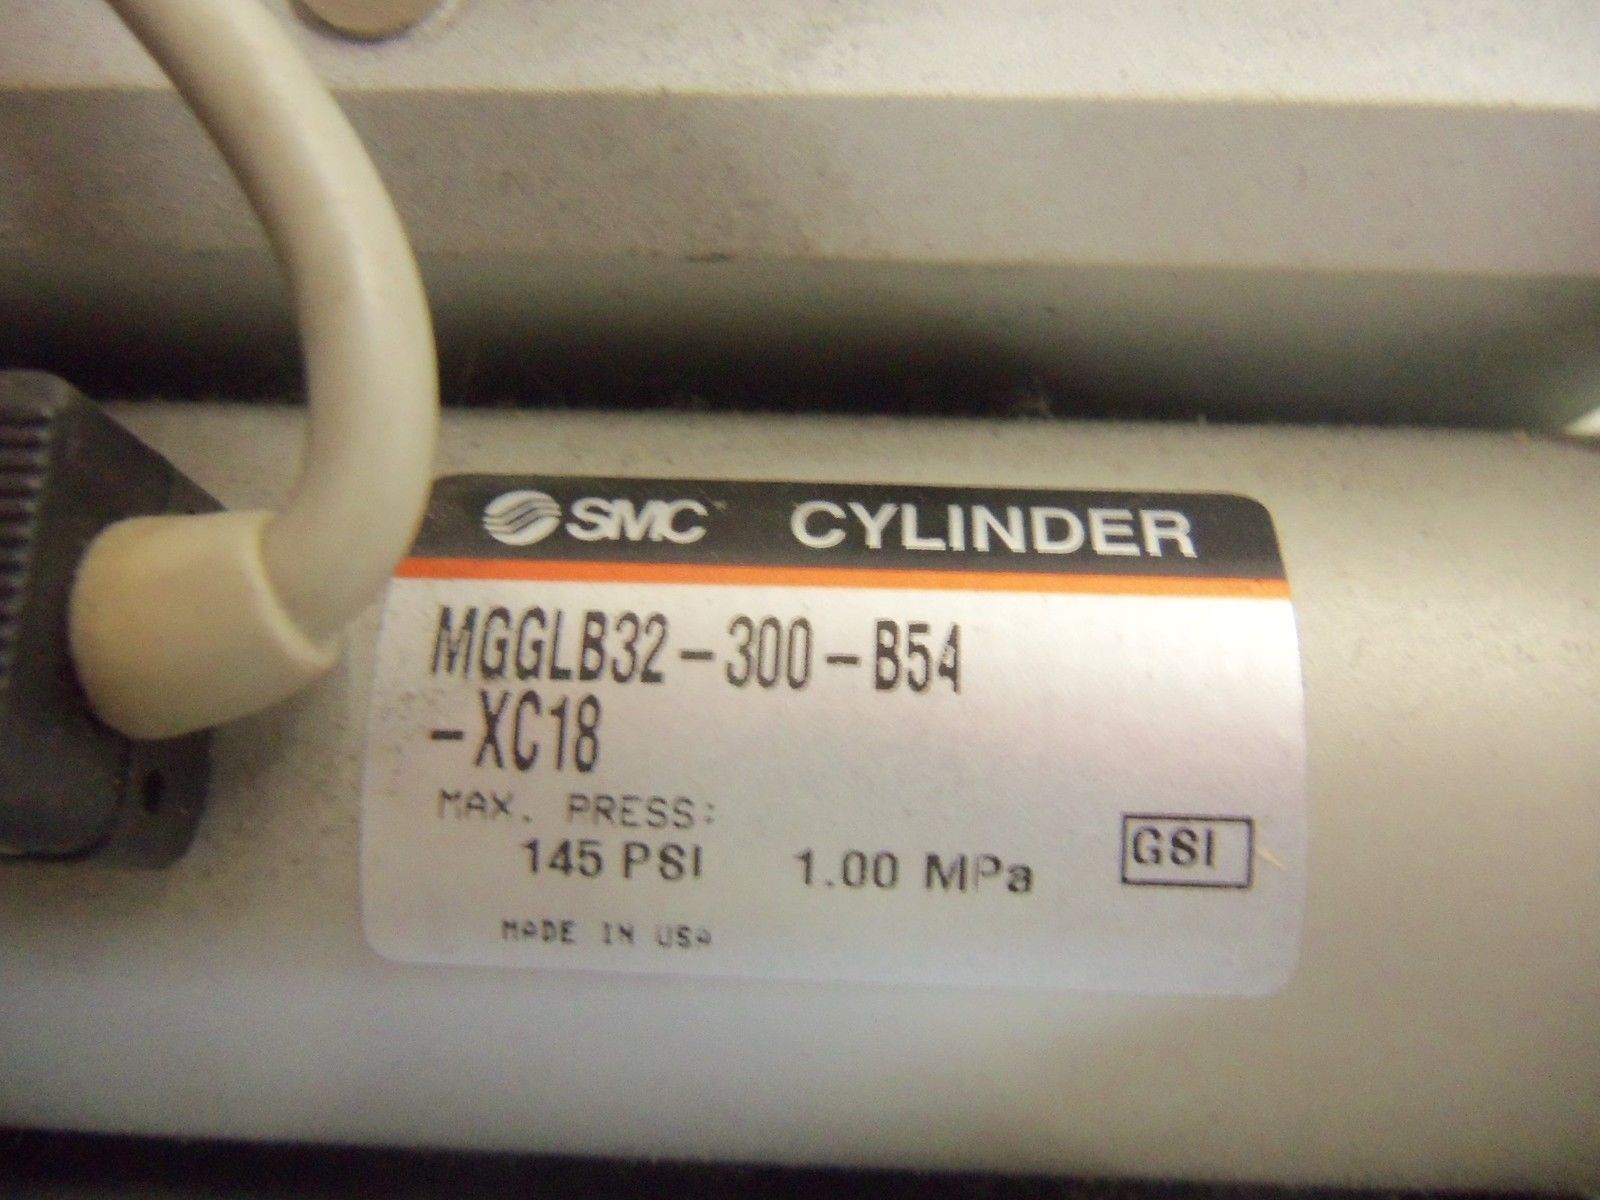 SMC CYLINDER
MGGLB32-300-B54
-XC18
MAX. PRESS:
145 PSI 1.00 MPa
GSI
MADE IN USA